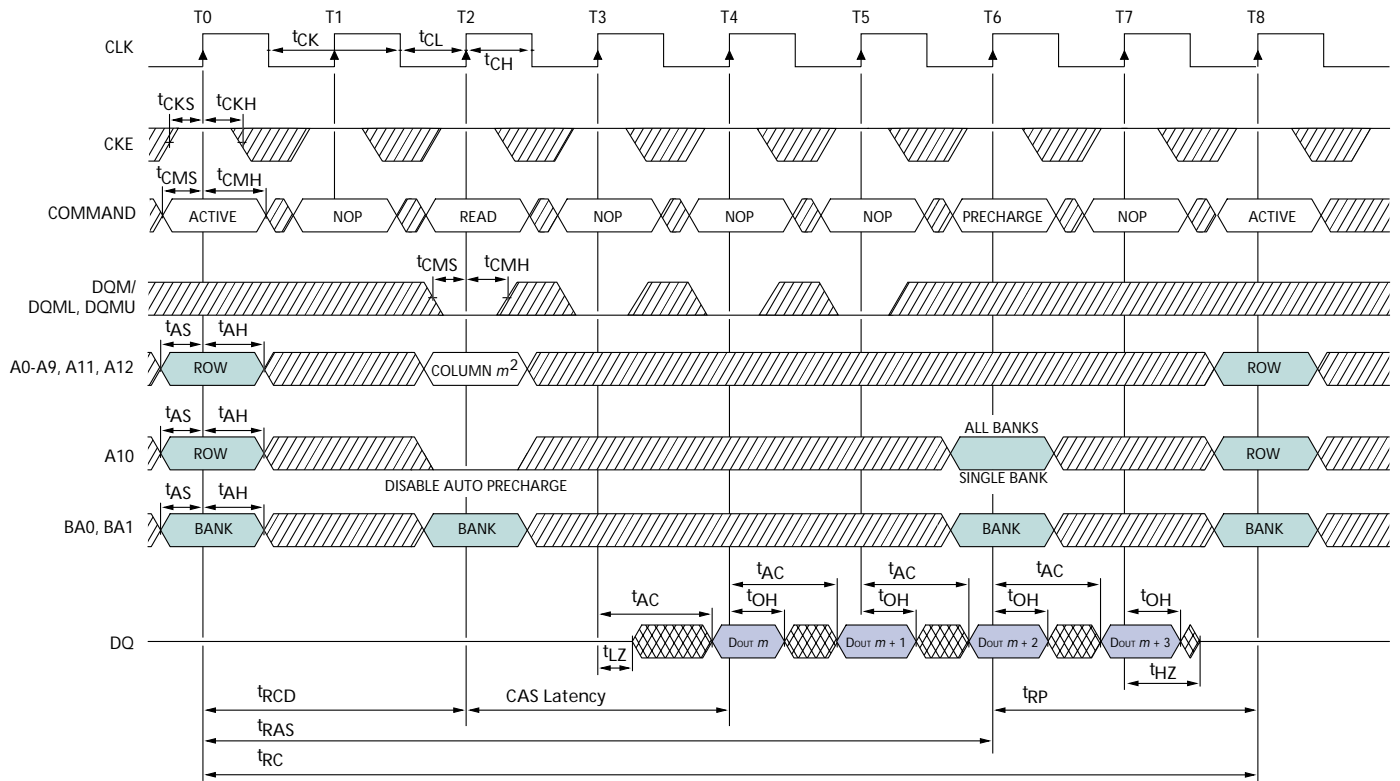 T0 T1 T2 T3 T4 T5 T6 T7 T8
CLK
tCK tCL
tCH
tCKS tCKH
CKE
tCMS tCMH
COMMAND ACTIVE NOP READ NOP NOP NOP PRECHARGE NOP ACTIVE
tCMS tCMH
DQM/
DQML, DQMU
tAS tAH
A0-A9, A11, A12 ROW COLUMN m2 ROW
tAS tAH
ALL BANKS
A10 ROW ROW
DISABLE AUTO PRECHARGE SINGLE BANK
tAS tAH
BA0, BA1 BANK BANK BANK BANK
tAC tAC tAC tAC
tOH tOH tOH tOH
DQ DOUT m DOUT m + 1 DOUT m + 2 DOUT m + 3
tLZ tHZ
tRCD CAS Latency tRP
tRAS
tRC